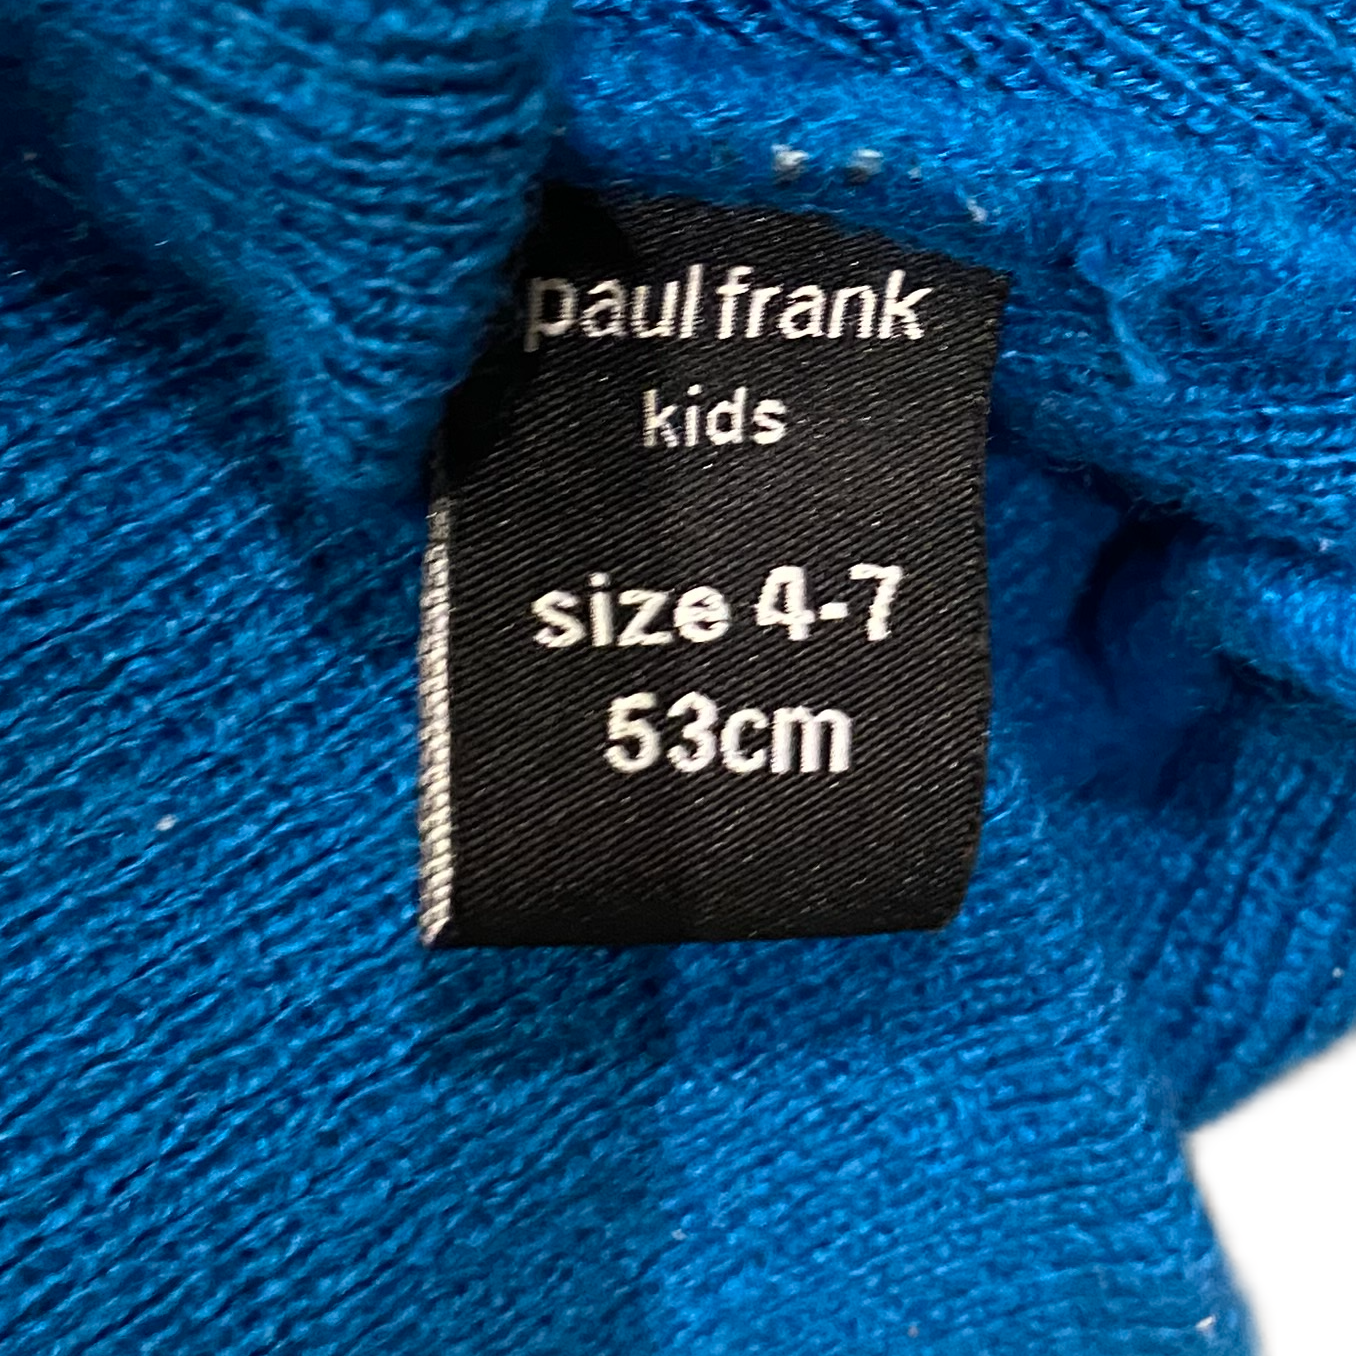 paul frank
kids
size 4-7
53cm